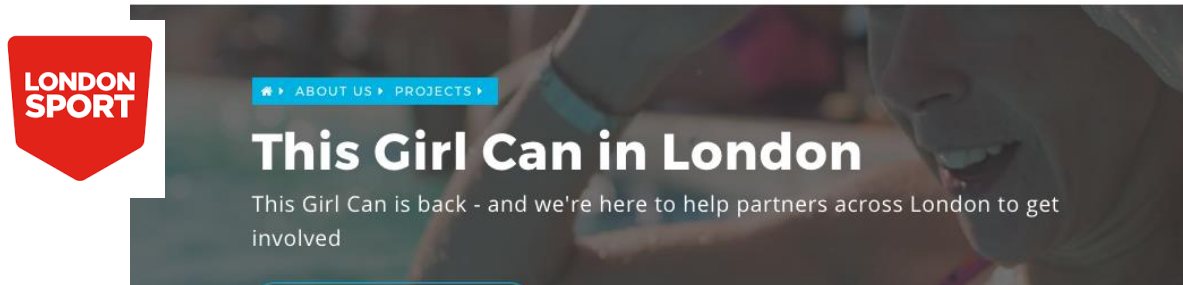 LONDON
SPORT
ABOUT US PROJECTS
This Girl Can in London
This Girl Can is back - and we're here to help partners across London to get
involved